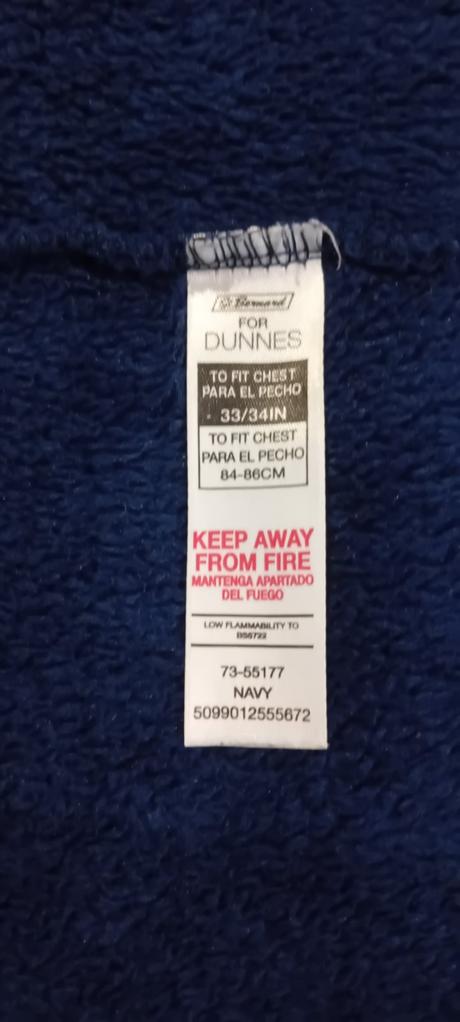 St Bernard
FOR
DUNNES
TO FIT CHEST
PARA EL PECHO
33/34IN
TO FIT CHEST
PARA EL PECHO
84-86CM
KEEP AWAY
FROM FIRE
MANTENGA APARTADO
DEL FUEGO
LOW FLAMMABILITY TO
BS5722
73-55177
NAVY
5099012555672